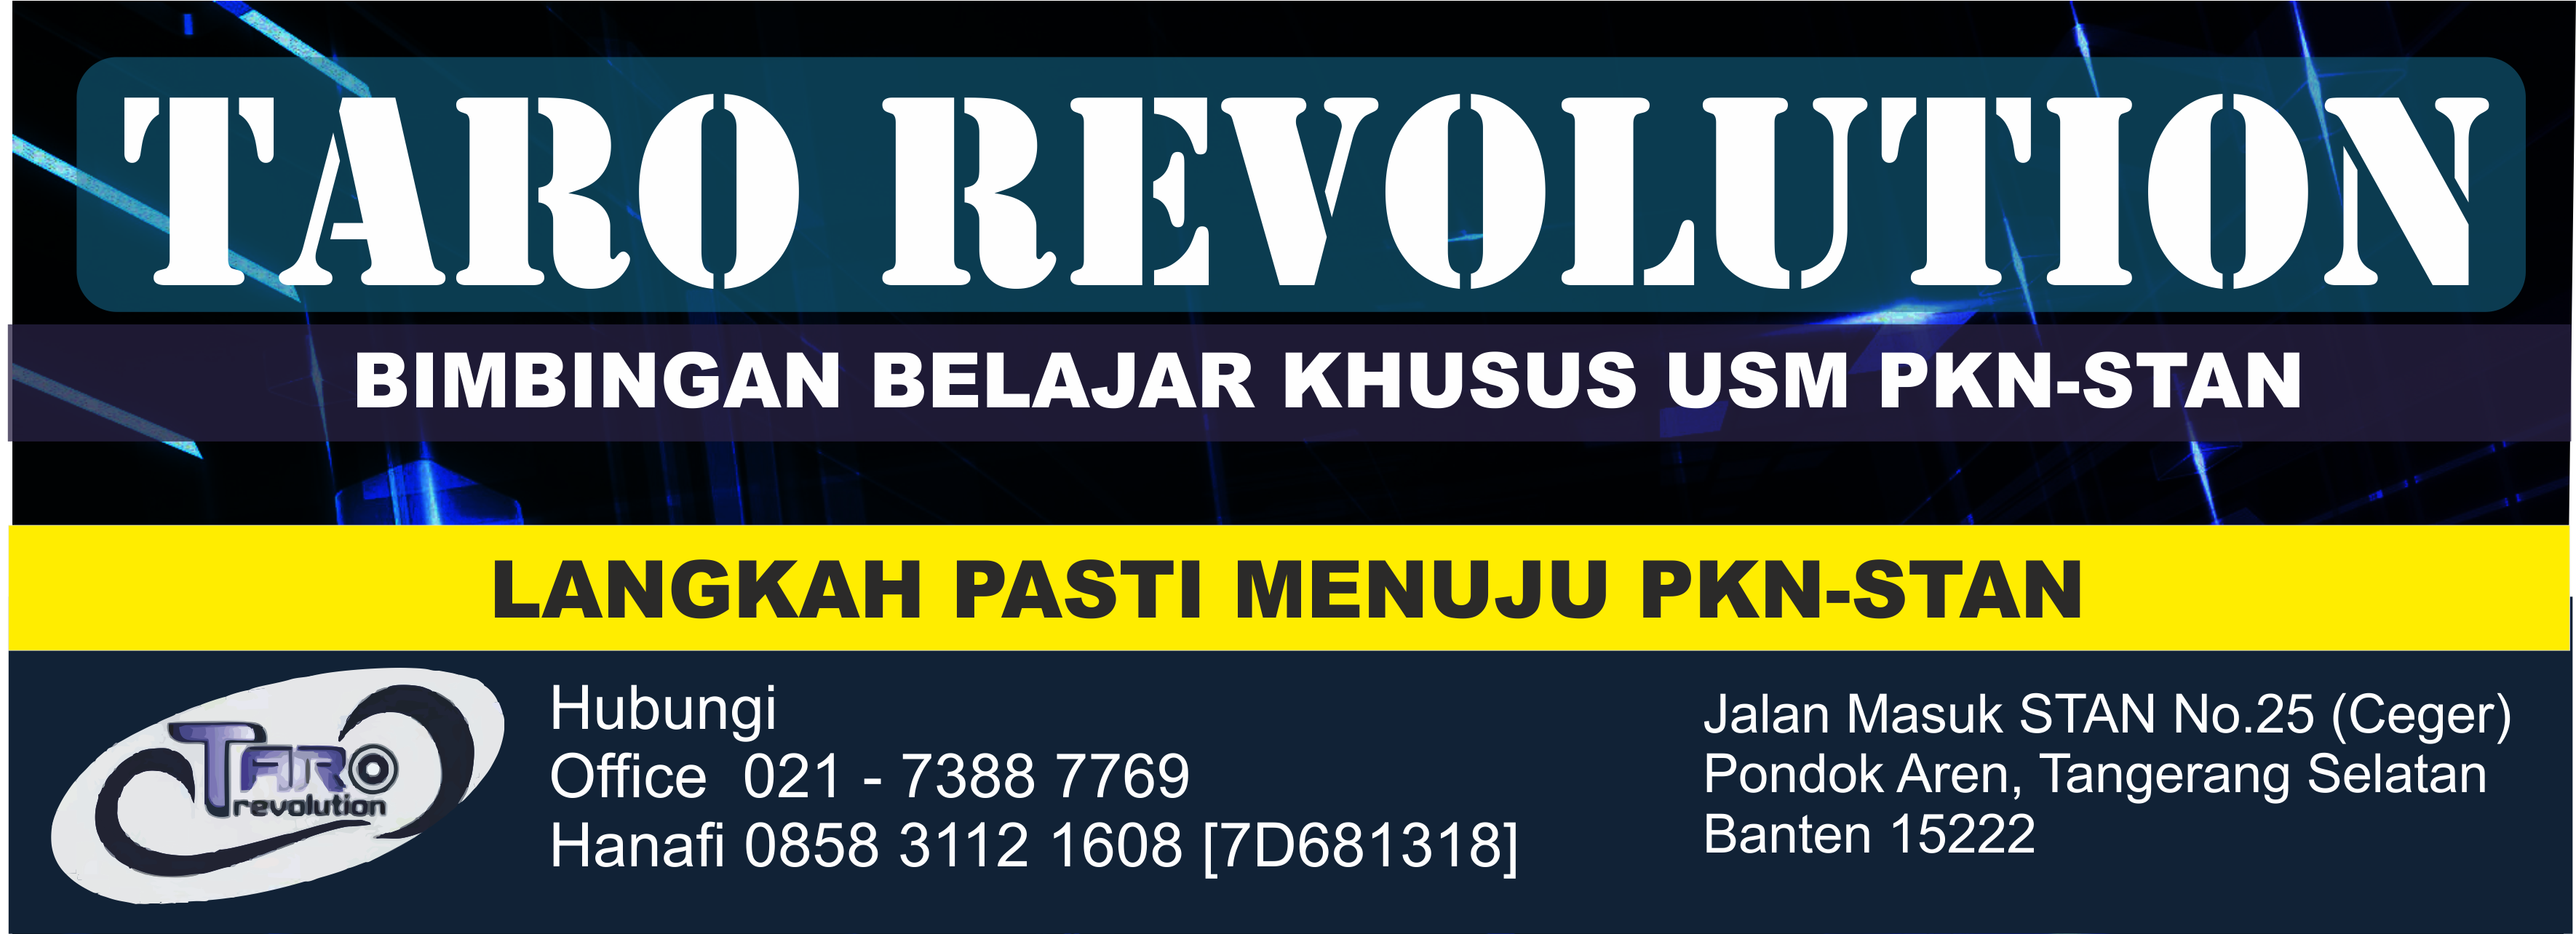 TARO REVOLUTION
BIMBINGAN BELAJAR KHUSUS USM PKN-STAN
LANGKAH PASTI MENUJU PKN-STAN
TARO
revolution
Hubungi
Office 021 - 7388 7769
Hanafi 0858 3112 1608 [7D681318]
Jalan Masuk STAN No.25 (Ceger)
Pondok Aren, Tangerang Selatan
Banten 15222